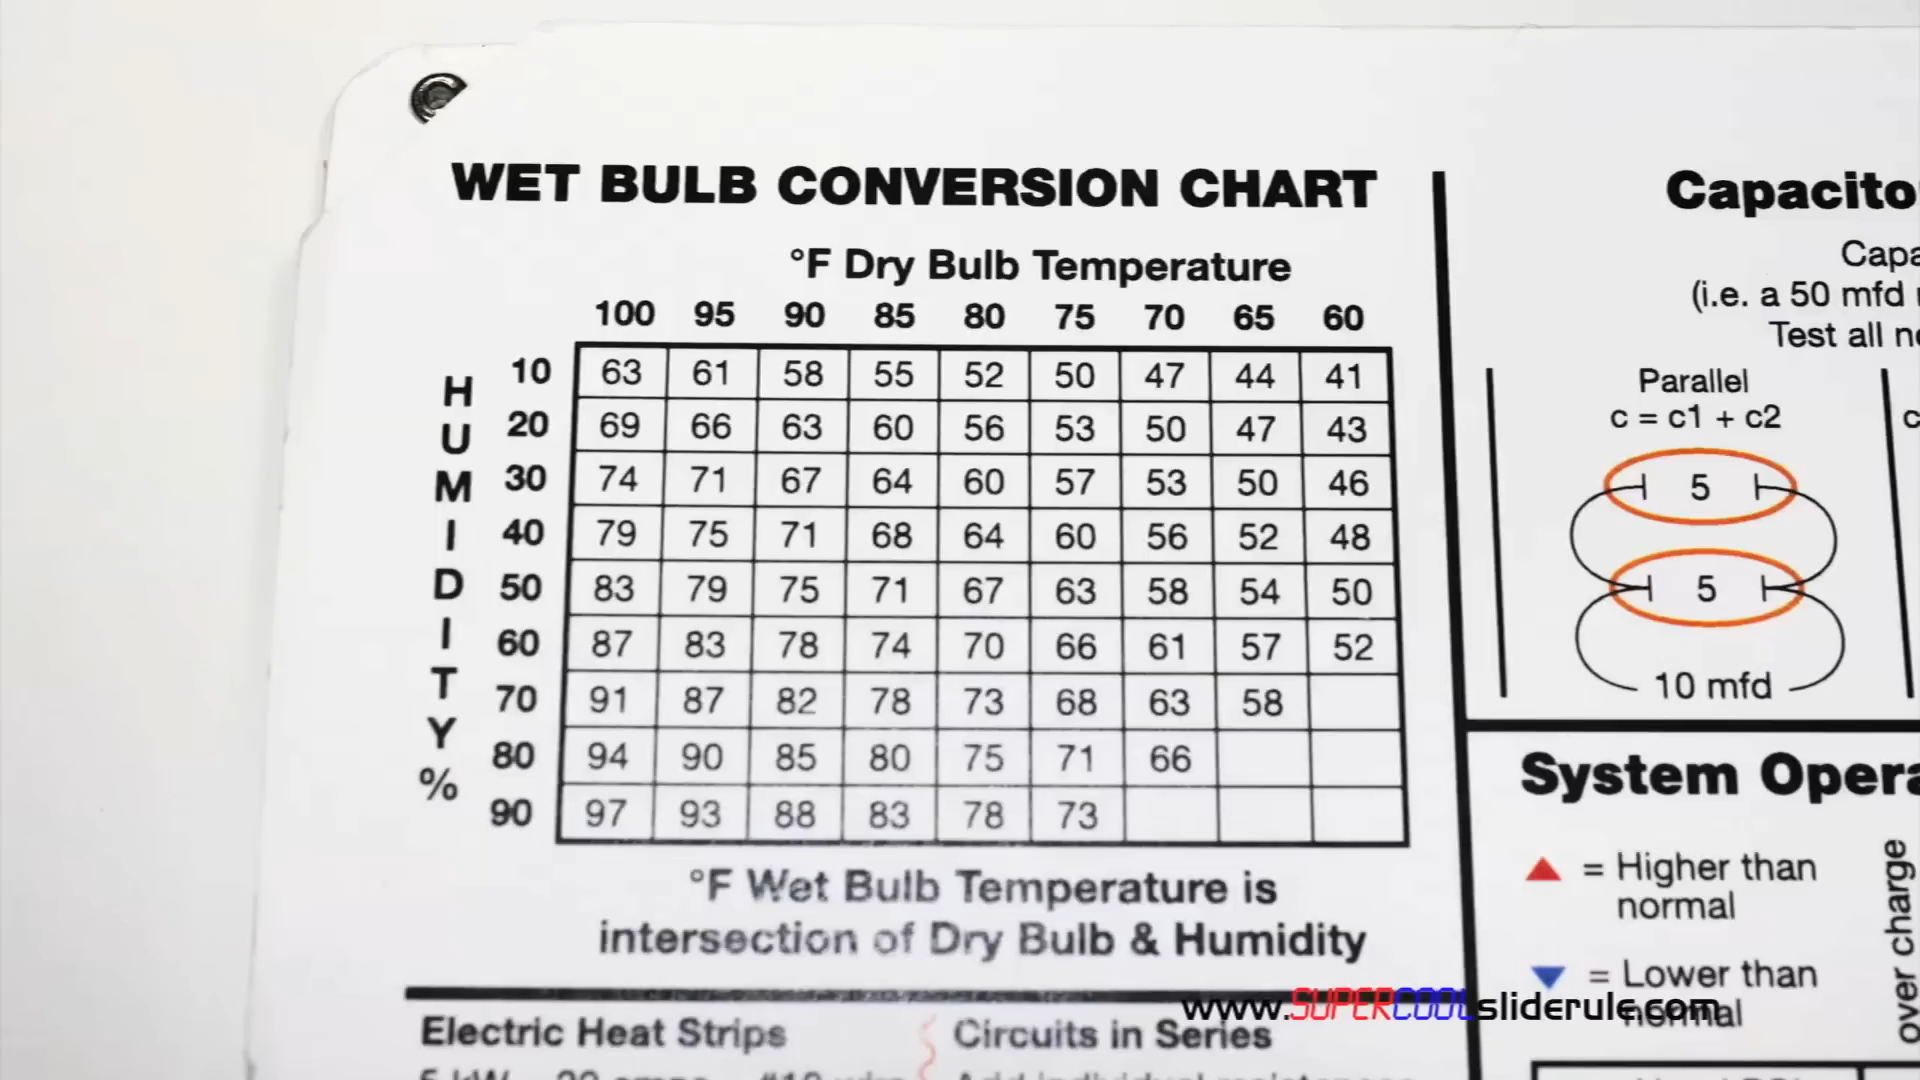 WET BULB CONVERSION CHART
°F Dry Bulb Temperature
100 95 90 85 80 75 70 65 60
HUMIDITY %
10 63 61 58 55 52 50 47 44 41
20 69 66 63 60 56 53 50 47 43
30 74 71 67 64 60 57 53 50 46
40 79 75 71 68 64 60 56 52 48
50 83 79 75 71 67 63 58 54 50
60 87 83 78 74 70 66 61 57 52
70 91 87 82 78 73 68 63 58
80 94 90 85 80 75 71 66
90 97 93 88 83 78 73
°F Wet Bulb Temperature is
intersection of Dry Bulb & Humidity
Electric Heat Strips
Circuits in Series
(i.e. a 50 mfd
Test all
Parallel
c = c1 + c2
5
5
10 mfd
= Higher than
normal
= Lower than
normal
over charge
www.SUPERCOOLsliderule.com